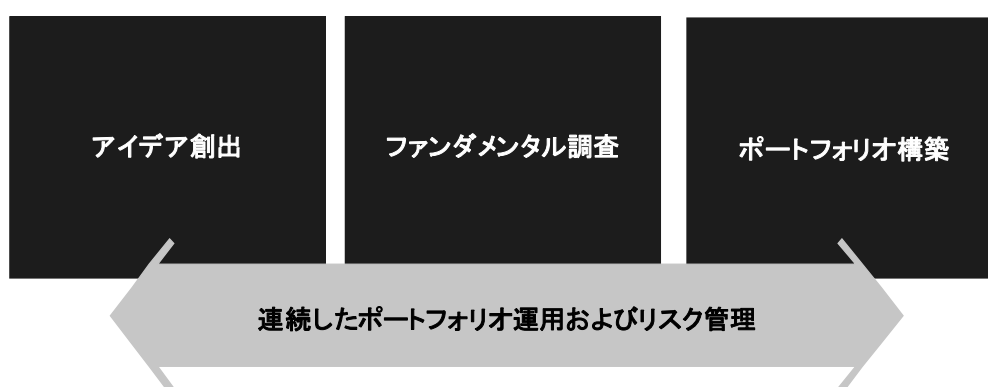 アイデア創出
ファンダメンタル調査
ポートフォリオ構築
連続したポートフォリオ運用およびリスク管理